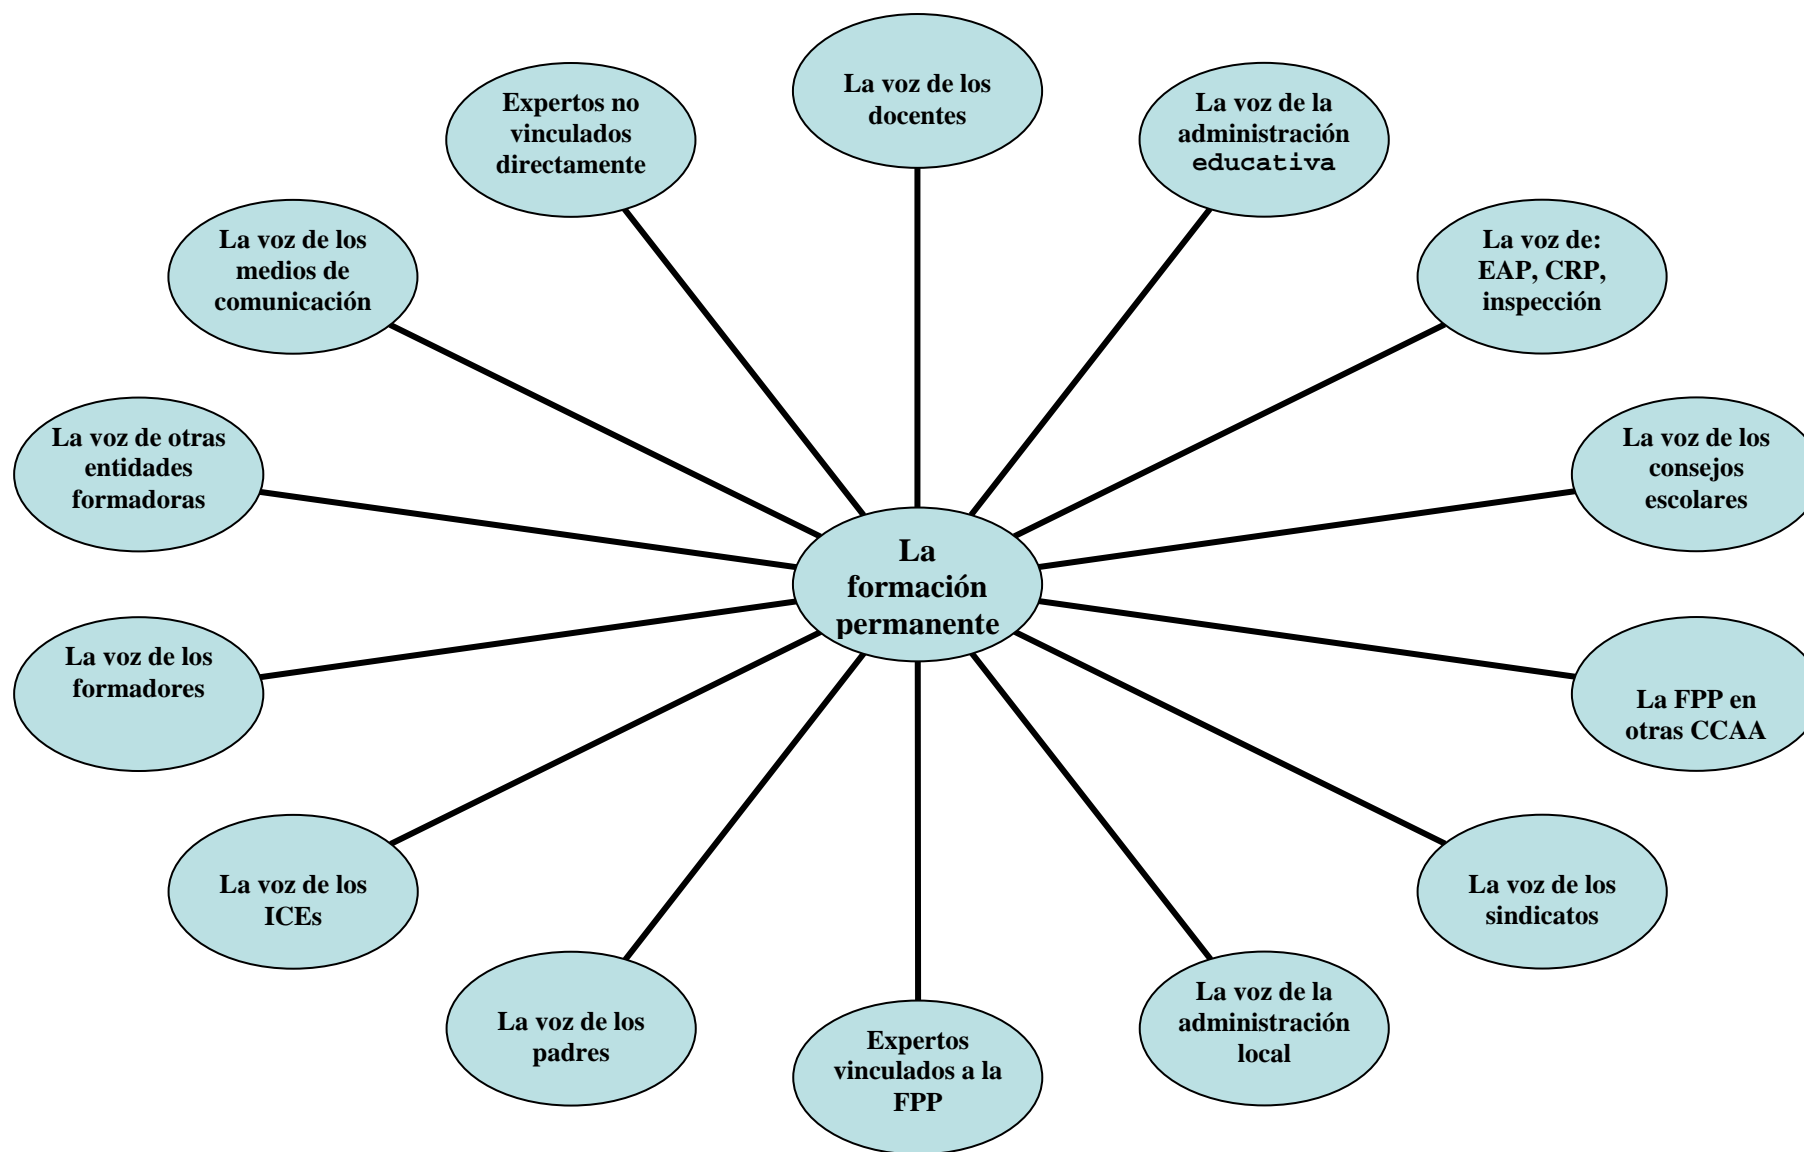 La voz de los
docentes
Expertos no
vinculados
directamente
La voz de la
administración
educativa
La voz de los
medios de
comunicación
La voz de:
EAP, CRP,
inspección
La voz de otras
entidades
formadoras
La voz de los
consejos
escolares
La
formación
permanente
La voz de los
formadores
La FPP en
otras CCAA
La voz de los
ICEs
La voz de los
sindicatos
La voz de los
padres
Expertos
vinculados a la
FPP
La voz de la
administración
local